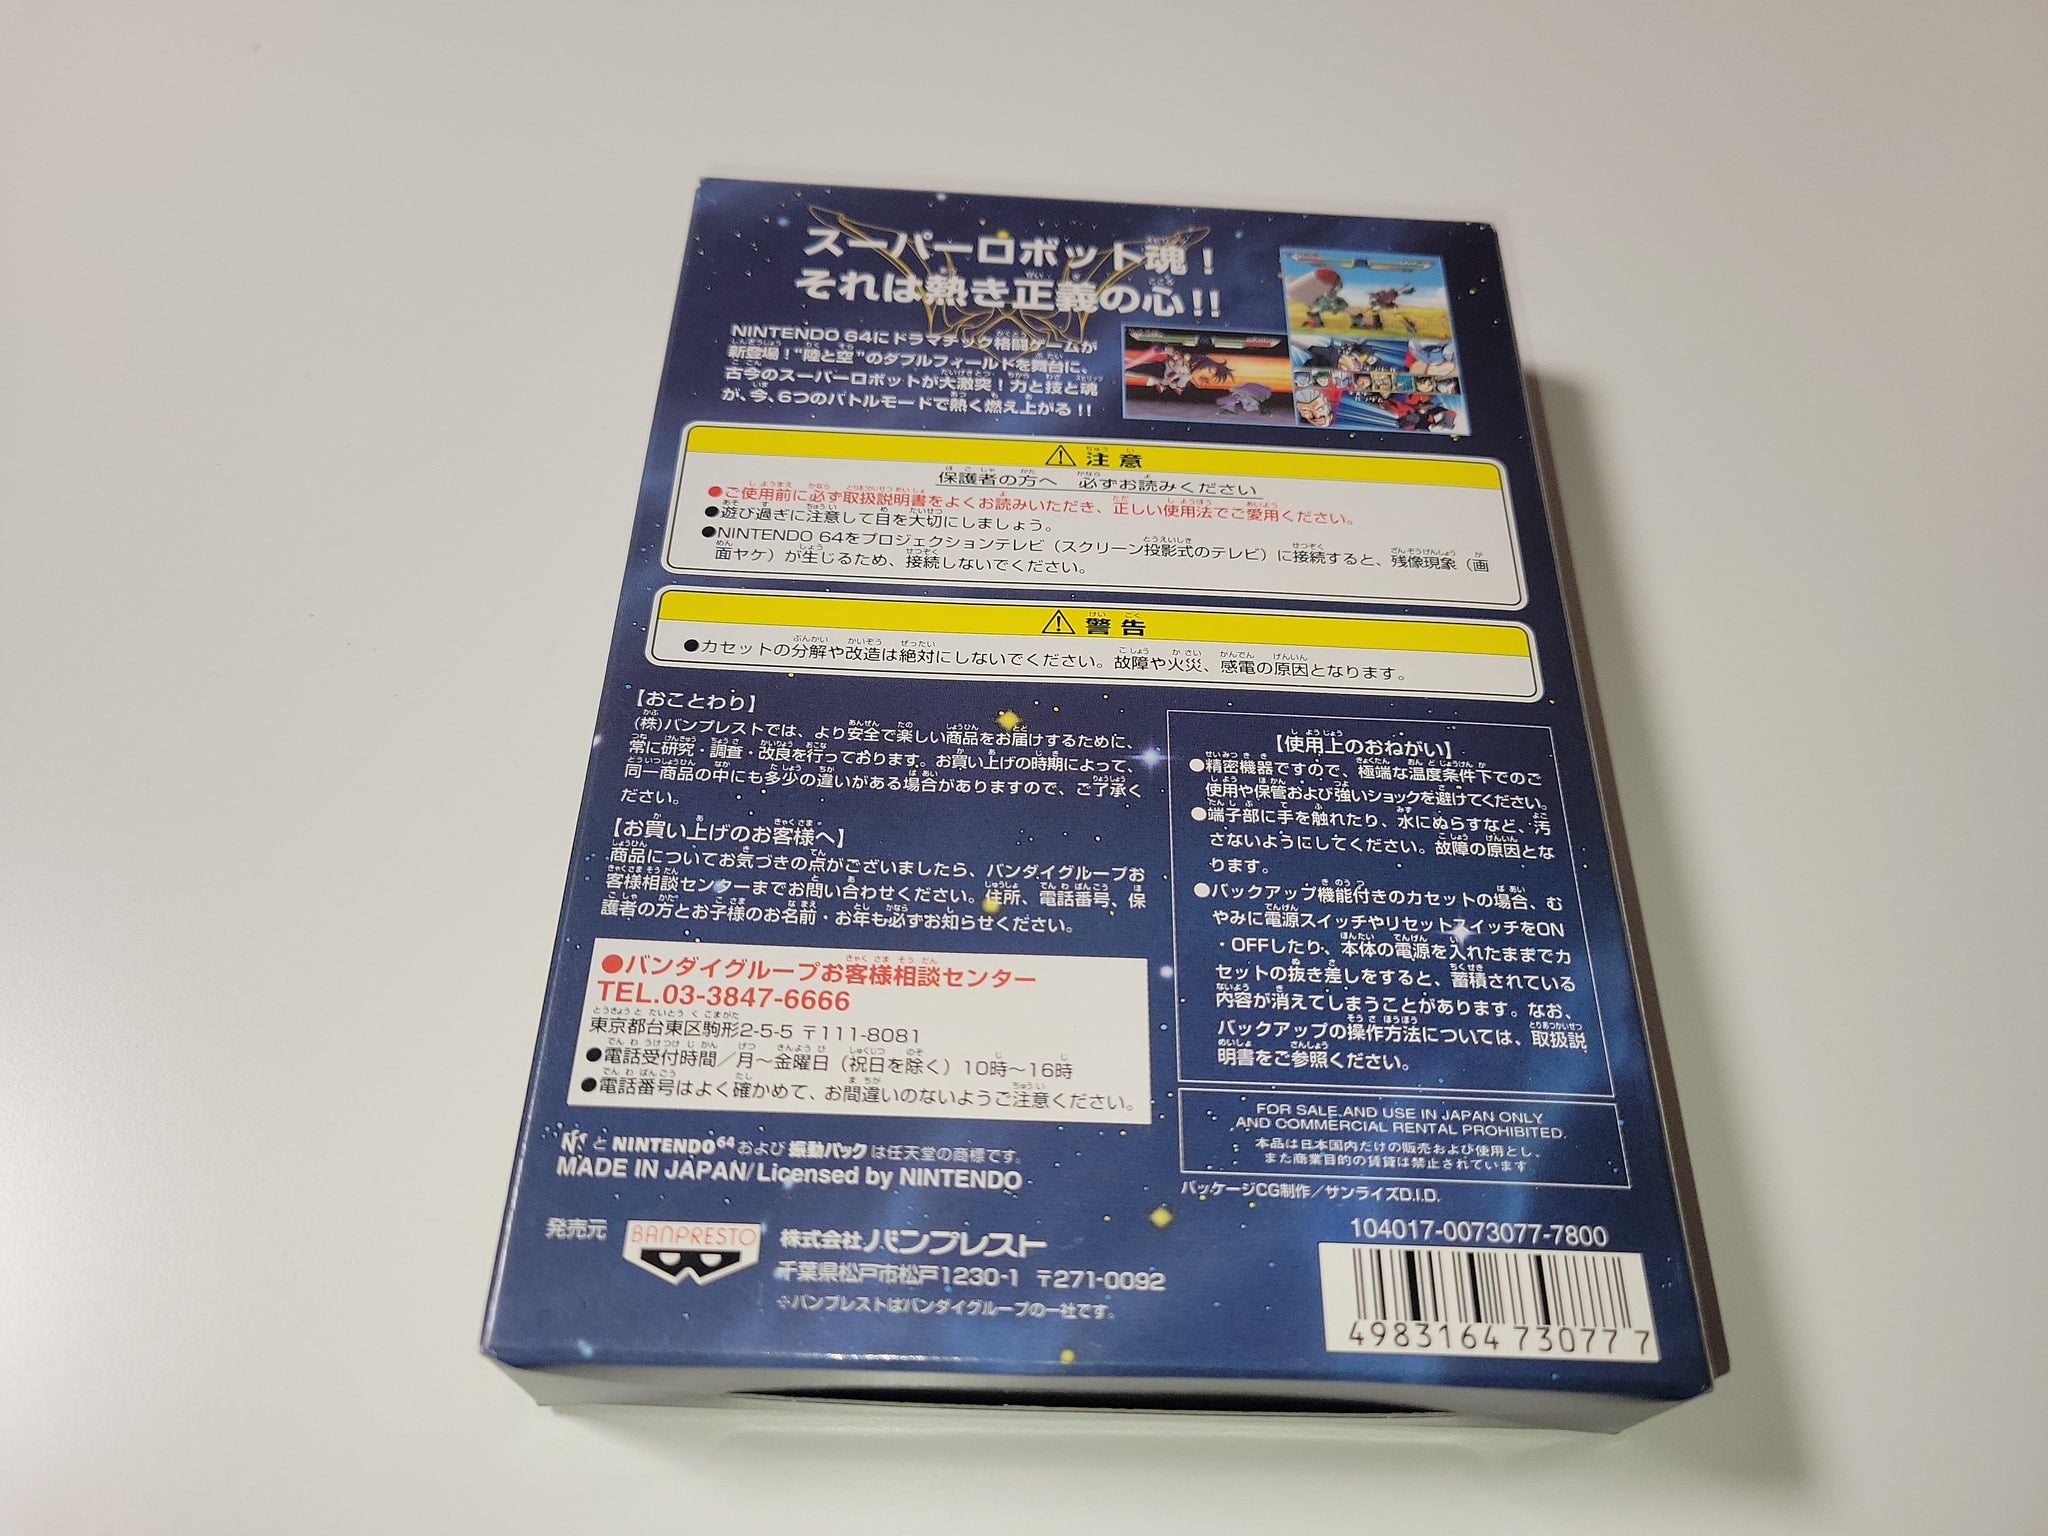 スーパーロボット魂!
それは熱き正義の心!!
NINTENDO 64にドラマチック格闘ゲームが
新登場!“陸と空”のダブルフィールドを舞台に、
古今のスーパーロボットが大激突!力と技と魂
が、今、6つのバトルモードで熱く燃え上がる!!
注意
保護者の方へ 必ずお読みください
●ご使用前に必ず取扱説明書をよくお読みいただき、正しい使用法でご愛用ください。
●遊び過ぎに注意して目を大切にしましょう。
●NINTENDO 64をプロジェクションテレビ(スクリーン投影式のテレビ)に接続すると、残像現象(画
面ヤケ)が生じるため、接続しないでください。
警告
●カセットの分解や改造は絶対にしないでください。故障や火災、感電の原因となります。
【おことわり】
(株)バンプレストでは、より安全で楽しい商品をお届けするために、
常に研究・調査・改良を行っております。お買い上げの時期によって、
同一商品の中にも多少の違いがある場合がありますので、ご了承く
ださい。
【お買い上げのお客様へ】
商品についてお気づきの点がございましたら、バンダイグループお
客様相談センターまでお問い合わせください。住所、電話番号、保
護者の方とお子様のお名前・お年も必ずお知らせください。
●バンダイグループお客様相談センター
TEL.03-3847-6666
東京都台東区駒形2-5-5 〒111-8081
●電話受付時間/月〜金曜日(祝日を除く)10時〜16時
●電話番号はよく確かめて、お間違いのないようご注意ください。
【使用上のおねがい】
●精密機器ですので、極端な温度条件下でのご
使用や保管および強いショックを避けてください。
●端子部に手を触れたり、水にぬらすなど、汚
さないようにしてください。故障の原因とな
ります。
●バックアップ機能付きのカセットの場合、む
やみに電源スイッチやリセットスイッチをON
・OFFしたり、本体の電源を入れたままでカ
セットの抜き差しをすると、蓄積されている
内容が消えてしまうことがあります。なお、
バックアップの操作方法については、取扱説
明書をご参照ください。
FOR SALE AND USE IN JAPAN ONLY
AND COMMERCIAL RENTAL PROHIBITED.
本品は日本国内だけの販売および使用とし、
また商業目的の賃貸は禁止されています
パッケージCG制作/サンライズD.I.D.
N と NINTENDO64 および 振動パック は任天堂の商標です。
MADE IN JAPAN/Licensed by NINTENDO
発売元
BANPRESTO
株式会社バンプレスト
千葉県松戸市松戸1230-1 〒271-0092
※バンプレストはバンダイグループの一社です。
104017-0073077-7800
4983164 730777